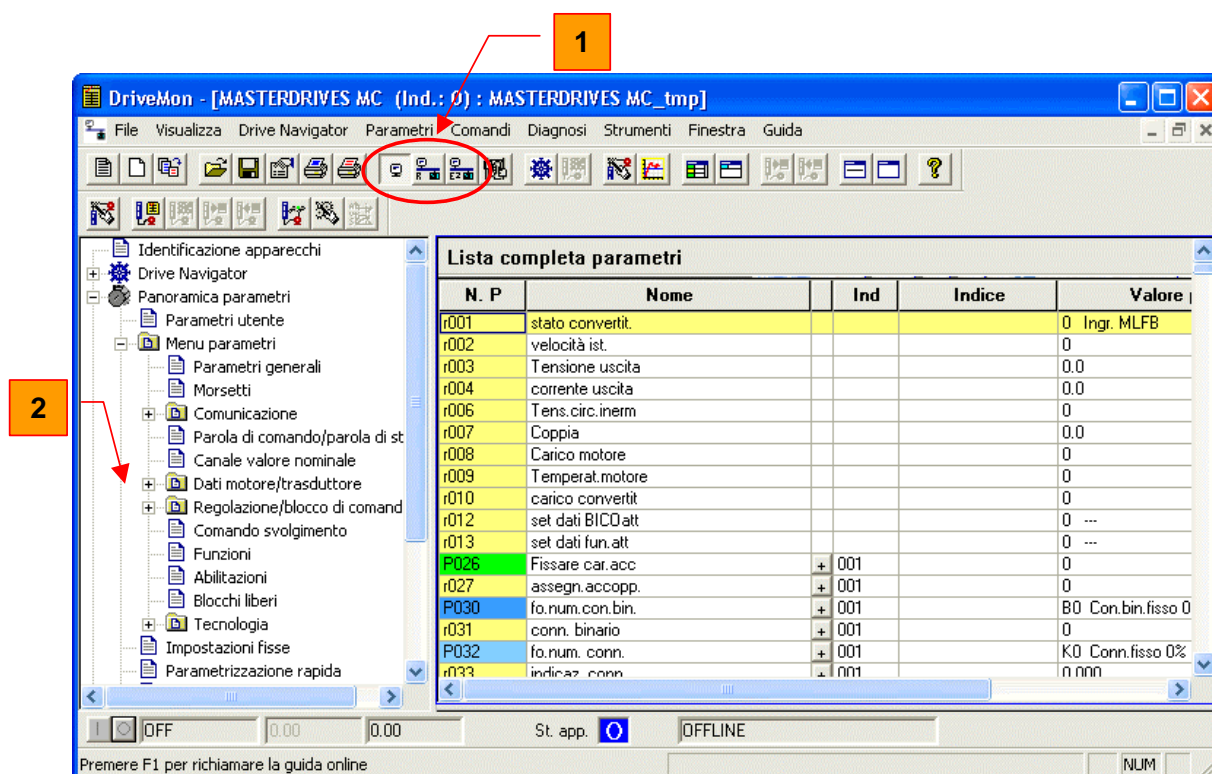 1
DriveMon - [MASTERDRIVES MC (Ind.: 0) : MASTERDRIVES MC_tmp]
File Visualizza Drive Navigator Parametri Comandi Diagnosi Strumenti Finestra Guida
Identificazione apparecchi
Drive Navigator
Panoramica parametri
Parametri utente
Menu parametri
Parametri generali
Morsetti
Comunicazione
Parola di comando/parola di st
Canale valore nominale
Dati motore/trasduttore
Regolazione/blocco di comand
Comando svolgimento
Funzioni
Abilitazioni
Blocchi liberi
Tecnologia
Impostazioni fisse
Parametrizzazione rapida
2
Lista completa parametri
N. P Nome Ind Indice Valore
r001 stato convertit. 0 Ingr. MLFB
r002 velocità ist. 0
r003 Tensione uscita 0.0
r004 corrente uscita 0.0
r006 Tens.circ.inerm 0
r007 Coppia 0.0
r008 Carico motore 0
r009 Temperat.motore 0
r010 carico convertit 0
r012 set dati BICOatt 0 ---
r013 set dati fun.att 0 ---
P026 Fissare car.acc + 001 0
r027 assegn.accopp. + 001 0
P030 fo.num.con.bin. + 001 B0 Con.bin.fisso 0
r031 conn. binario + 001 0
P032 fo.num. conn. + 001 K0 Conn.fisso 0%
r033 indicaz. conn + 001 0.000
OFF 0.00 0.00 St. app. O OFFLINE
Premere F1 per richiamare la guida online NUM